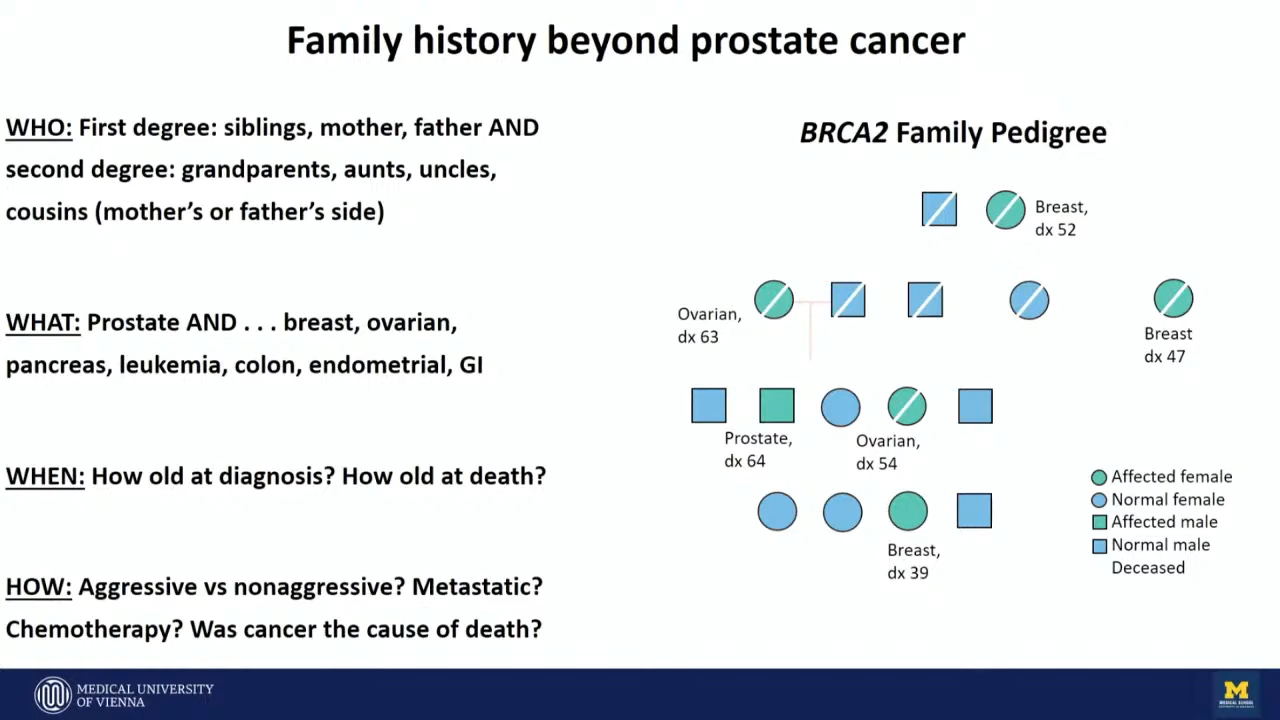 Family history beyond prostate cancer
WHO: First degree: siblings, mother, father AND
second degree: grandparents, aunts, uncles,
cousins (mother’s or father’s side)
WHAT: Prostate AND . . . breast, ovarian,
pancreas, leukemia, colon, endometrial, GI
WHEN: How old at diagnosis? How old at death?
HOW: Aggressive vs nonaggressive? Metastatic?
Chemotherapy? Was cancer the cause of death?
BRCA2 Family Pedigree
Breast,
dx 52
Ovarian,
dx 63
Breast
dx 47
Prostate,
dx 64
Ovarian,
dx 54
Breast,
dx 39
Affected female
Normal female
Affected male
Normal male
Deceased
MEDICAL UNIVERSITY
OF VIENNA
M
MEDICAL SCHOOL